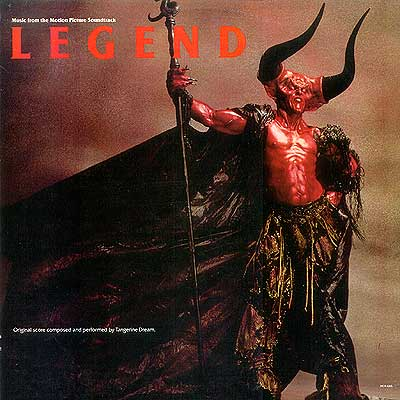 Music from the Motion Picture Soundtrack
LEGEND
Original score composed and performed by Tangerine Dream.